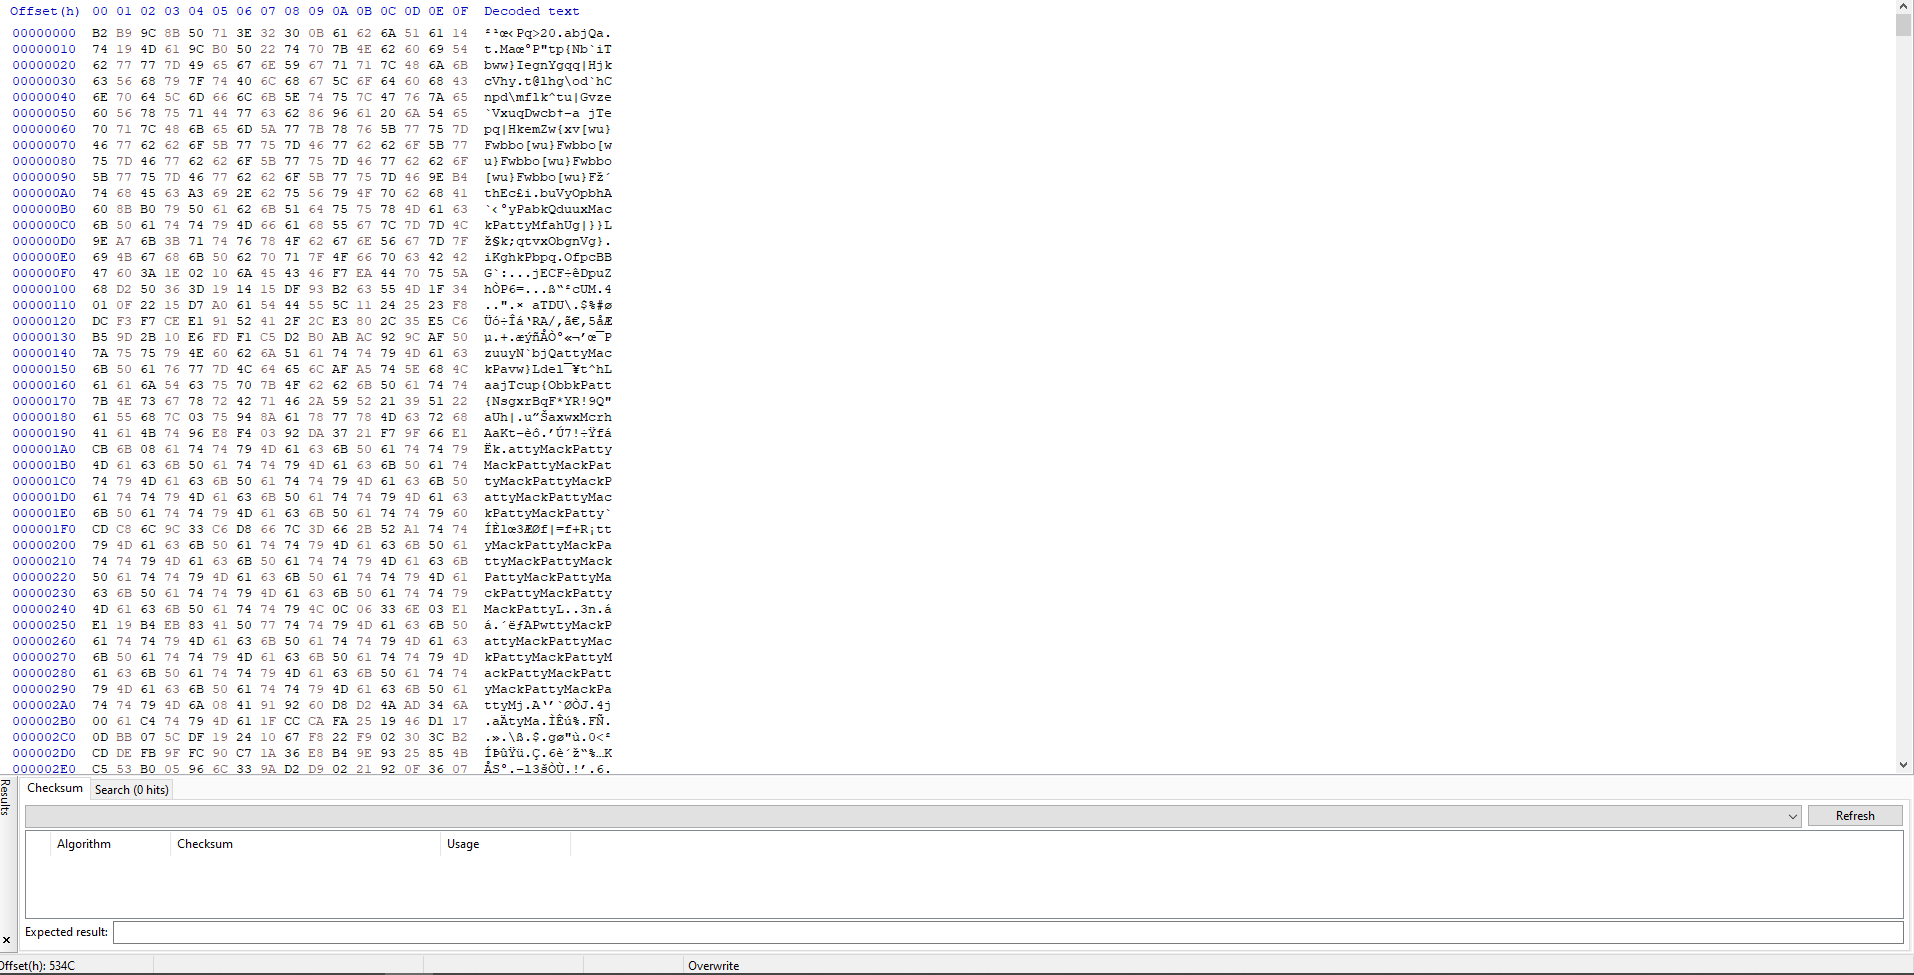 Offset(h) 00 01 02 03 04 05 06 07 08 09 0A 0B 0C 0D 0E 0F Decoded text
00000000 B2 B9 9C 8B 50 71 3E 32 30 0B 61 62 6A 51 61 14 ²¹œ‹Pq>20.abjQa.
00000010 74 19 4D 61 9C B0 50 22 74 70 7B 4E 62 60 69 54 t.Maœ°P"tp{Nb`iT
00000020 62 77 77 7D 49 65 67 6E 59 67 71 71 7C 48 6A 6B bww}IegnYgqq|Hjk
00000030 63 56 68 79 7F 74 40 6C 68 67 5C 6F 64 60 68 43 cVhy.t@lhg\od`hC
00000040 6E 70 64 5C 6D 66 6C 6B 5E 74 75 7C 47 76 7A 65 npd\mflk^tu|Gvze
00000050 60 56 78 75 71 44 77 63 62 86 96 61 20 6A 54 65 `VxuqDwcb†–a jTe
00000060 70 71 7C 48 6B 65 6D 5A 77 7B 78 76 5B 77 75 7D pq|HkemZw{xv[wu}
00000070 46 77 62 62 6F 5B 77 75 7D 46 77 62 62 6F 5B 77 Fwbbo[wu}Fwbbo[w
00000080 75 7D 46 77 62 62 6F 5B 77 75 7D 46 77 62 62 6F u}Fwbbo[wu}Fwbbo
00000090 5B 77 75 7D 46 77 62 62 6F 5B 77 75 7D 46 9E B4 [wu}Fwbbo[wu}Fž´
000000A0 74 68 45 63 A3 69 2E 62 75 56 79 4F 70 62 68 41 thEc£i.buVyOpbhA
000000B0 60 8B B0 79 50 61 62 6B 51 64 75 75 78 4D 61 63 `‹°yPabkQduuxMac
000000C0 6B 50 61 74 74 79 4D 66 61 68 55 67 7C 7D 7D 4C kPattyMfahUg|}}L
000000D0 9E A7 6B 3B 71 74 76 78 4F 62 67 6E 56 67 7D 7F ž§k;qtvxObgnVg}.
000000E0 69 4B 67 68 6B 50 62 70 71 7F 4F 66 70 63 42 42 iKghkPbpq.OfpcBB
000000F0 47 60 3A 1E 02 10 6A 45 43 46 F7 EA 44 70 75 5A G`:...jECF÷êDpuZ
00000100 68 D2 50 36 3D 19 14 15 DF 93 B2 63 55 4D 1F 34 hÒP6=...ß“²cUM.4
00000110 01 0F 22 15 D7 A0 61 54 44 55 5C 11 24 25 23 F8 ..".× aTDU\.$%#ø
00000120 DC F3 F7 CE E1 91 52 41 2F 2C E3 80 2C 35 E5 C6 Üó÷Îá‘RA/,ã€,5åÆ
00000130 B5 9D 2B 10 E6 FD F1 C5 D2 B0 AB AC 92 9C AF 50 µ.+.æýñÅÒ°«¬’œ¯P
00000140 7A 75 75 79 4E 60 62 6A 51 61 74 74 79 4D 61 63 zuuyN`bjQattyMac
00000150 6B 50 61 76 77 7D 4C 64 65 6C AF A5 74 5E 68 4C kPavw}Ldel¯¥t^hL
00000160 61 61 6A 54 63 75 70 7B 4F 62 62 6B 50 61 74 74 aajTcup{ObbkPatt
00000170 7B 4E 73 67 78 72 42 71 46 2A 59 52 21 39 51 22 {NsgxrBqF*YR!9Q"
00000180 61 55 68 7C 03 75 94 8A 61 78 77 78 4D 63 72 68 aUh|.u”ŠaxwxMcrh
00000190 41 61 4B 74 96 E8 F4 03 92 DA 37 21 F7 9F 66 E1 AaKt–èô.’Ú7!÷Ÿfá
000001A0 CB 6B 08 61 74 74 79 4D 61 63 6B 50 61 74 74 79 Ëk.attyMackPatty
000001B0 4D 61 63 6B 50 61 74 74 79 4D 61 63 6B 50 61 74 MackPattyMackPat
000001C0 74 79 4D 61 63 6B 50 61 74 74 79 4D 61 63 6B 50 tyMackPattyMackP
000001D0 61 74 74 79 4D 61 63 6B 50 61 74 74 79 4D 61 63 attyMackPattyMac
000001E0 6B 50 61 74 74 79 4D 61 63 6B 50 61 74 74 79 60 kPattyMackPatty`
000001F0 CD C8 6C 9C 33 C6 D8 66 7C 3D 66 2B 52 A1 74 74 ÍÈlœ3ÆØf|=f+R¡tt
00000200 79 4D 61 63 6B 50 61 74 74 79 4D 61 63 6B 50 61 yMackPattyMackPa
00000210 74 74 79 4D 61 63 6B 50 61 74 74 79 4D 61 63 6B ttyMackPattyMack
00000220 50 61 74 74 79 4D 61 63 6B 50 61 74 74 79 4D 61 PattyMackPattyMa
00000230 63 6B 50 61 74 74 79 4D 61 63 6B 50 61 74 74 79 ckPattyMackPatty
00000240 4D 61 63 6B 50 61 74 74 79 4C 0C 06 33 6E 03 E1 MackPattyL..3n.á
00000250 E1 19 B4 EB 83 41 50 77 74 74 79 4D 61 63 6B 50 á.´ëƒAPwttyMackP
00000260 61 74 74 79 4D 61 63 6B 50 61 74 74 79 4D 61 63 attyMackPattyMac
00000270 6B 50 61 74 74 79 4D 61 63 6B 50 61 74 74 79 4D kPattyMackPattyM
00000280 61 63 6B 50 61 74 74 79 4D 61 63 6B 50 61 74 74 ackPattyMackPatt
00000290 79 4D 61 63 6B 50 61 74 74 79 4D 61 63 6B 50 61 yMackPattyMackPa
000002A0 74 74 79 4D 6A 08 41 91 92 60 D8 D2 4A AD 34 6A ttyMj.A‘’`ØÒJ.4j
000002B0 00 61 C4 74 79 4D 61 1F CC CA FA 25 19 46 D1 17 .aÄtyMa.ÌÊú%.FÑ.
000002C0 0D BB 07 5C DF 19 24 10 67 F8 22 F9 02 30 3C B2 .».\ß.$.gø"ù.0<²
000002D0 CD DE FB 9F FC 90 C7 1A 36 E8 B4 9E 93 25 85 4B ÍÞûŸü.Ç.6è´ž“%…K
000002E0 C5 53 B0 05 96 6C 33 9A D2 D9 02 21 92 0F 36 07 ÅS°.–l3šÒÙ.!’.6.
Results
Checksum Search (0 hits)
Refresh
Algorithm Checksum Usage
Expected result:
Offset(h): 534C Overwrite